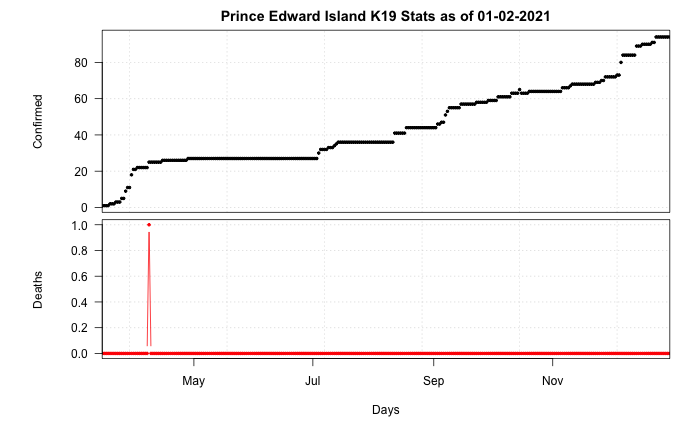 Prince Edward Island K19 Stats as of 01-02-2021
Confirmed
80
60
40
20
0
Deaths
1.0
0.8
0.6
0.4
0.2
0.0
May Jul Sep Nov
Days